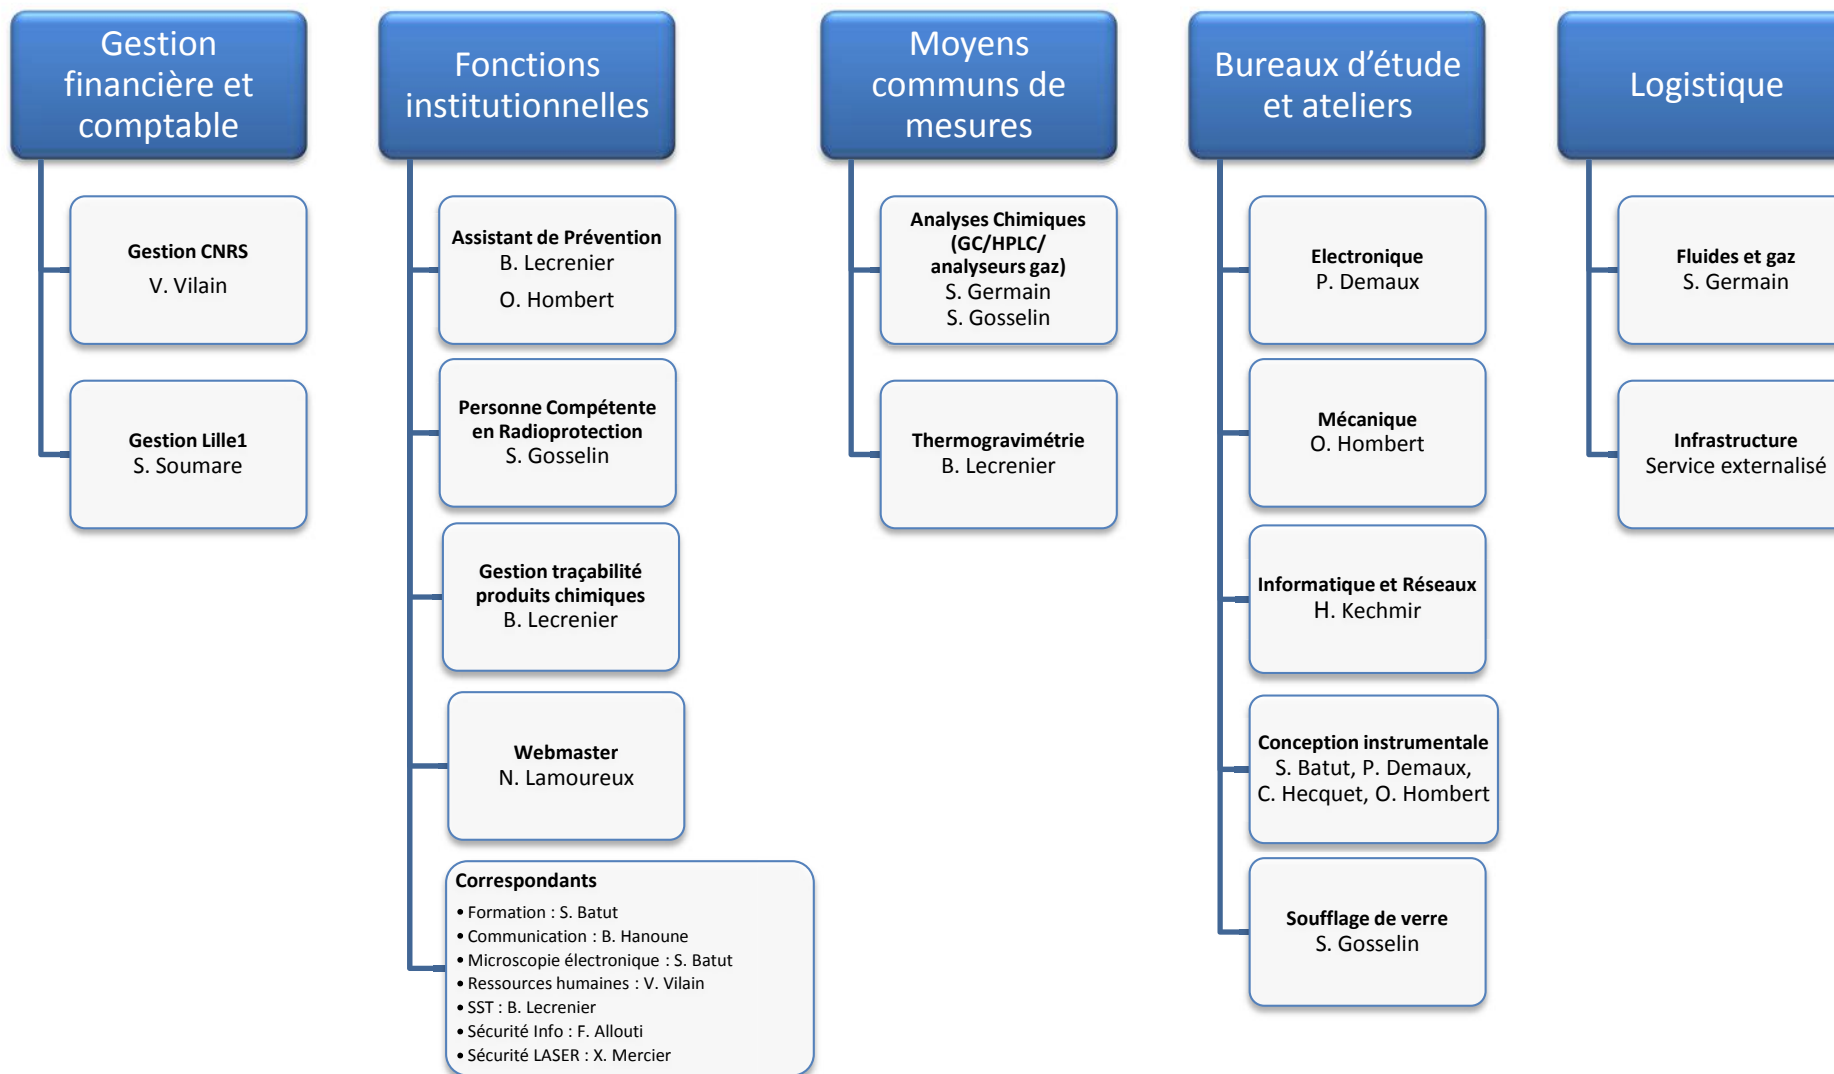 Gestion
financière et
comptable
Gestion CNRS
V. Vilain
Gestion Lille1
S. Soumare
Fonctions
institutionnelles
Assistant de Prévention
B. Lecrenier
O. Hombert
Personne Compétente
en Radioprotection
S. Gosselin
Gestion traçabilité
produits chimiques
B. Lecrenier
Webmaster
N. Lamoureux
Correspondants
• Formation : S. Batut
• Communication : B. Hanoune
• Microscopie électronique : S. Batut
• Ressources humaines : V. Vilain
• SST : B. Lecrenier
• Sécurité Info : F. Allouti
• Sécurité LASER : X. Mercier
Moyens
communs de
mesures
Analyses Chimiques
(GC/HPLC/
analyseurs gaz)
S. Germain
S. Gosselin
Thermogravimétrie
B. Lecrenier
Bureaux d’étude
et ateliers
Electronique
P. Demaux
Mécanique
O. Hombert
Informatique et Réseaux
H. Kechmir
Conception instrumentale
S. Batut, P. Demaux,
C. Hecquet, O. Hombert
Soufflage de verre
S. Gosselin
Logistique
Fluides et gaz
S. Germain
Infrastructure
Service externalisé